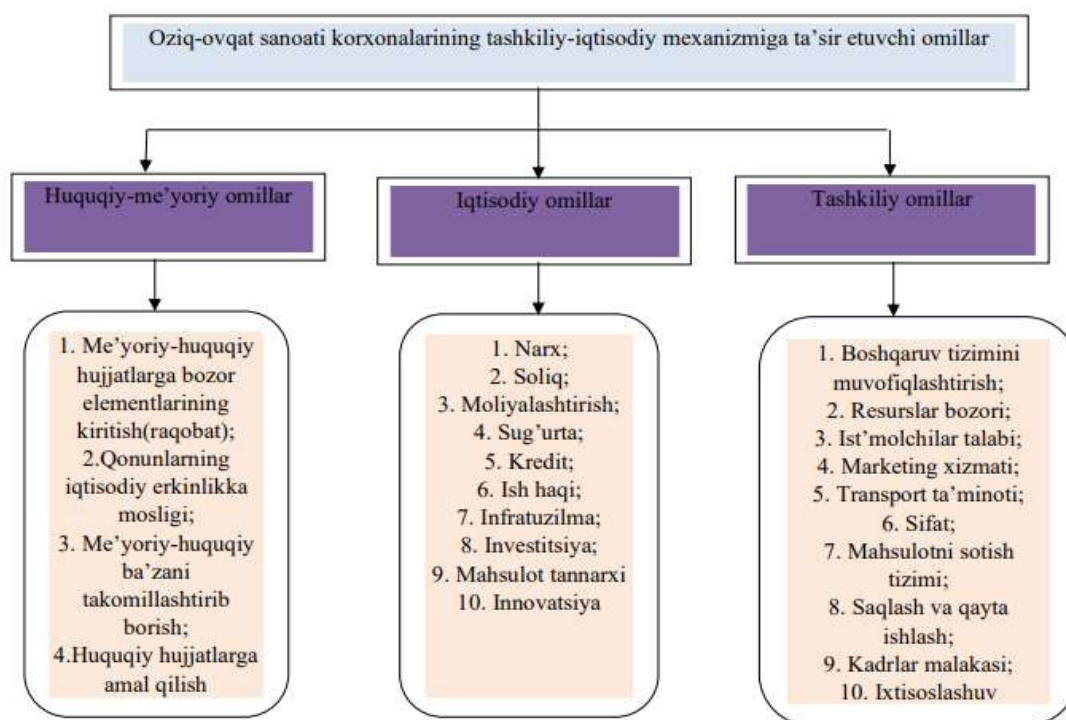 Oziq-ovqat sanoati korxonalarining tashkiliy-iqtisodiy mexanizmiga ta’sir etuvchi omillar
Huquqiy-me’yoriy omillar
Iqtisodiy omillar
Tashkiliy omillar
1. Me’yoriy-huquqiy
hujjatlarga bozor
elementlarining
kiritish(raqobat);
2.Qonunlarning
iqtisodiy erkinlikka
mosligi;
3. Me’yoriy-huquqiy
ba’zani
takomillashtirib
borish;
4.Huquqiy hujjatlarga
amal qilish
1. Narx;
2. Soliq;
3. Moliyalashtirish;
4. Sug’urta;
5. Kredit;
6. Ish haqi;
7. Infratuzilma;
8. Investitsiya;
9. Mahsulot tannarxi
10. Innovatsiya
1. Boshqaruv tizimini
muvofiqlashtirish;
2. Resurslar bozori;
3. Ist’molchilar talabi;
4. Marketing xizmati;
5. Transport ta’minoti;
6. Sifat;
7. Mahsulotni sotish
tizimi;
8. Saqlash va qayta
ishlash;
9. Kadrlar malakasi;
10. Ixtisoslashuv